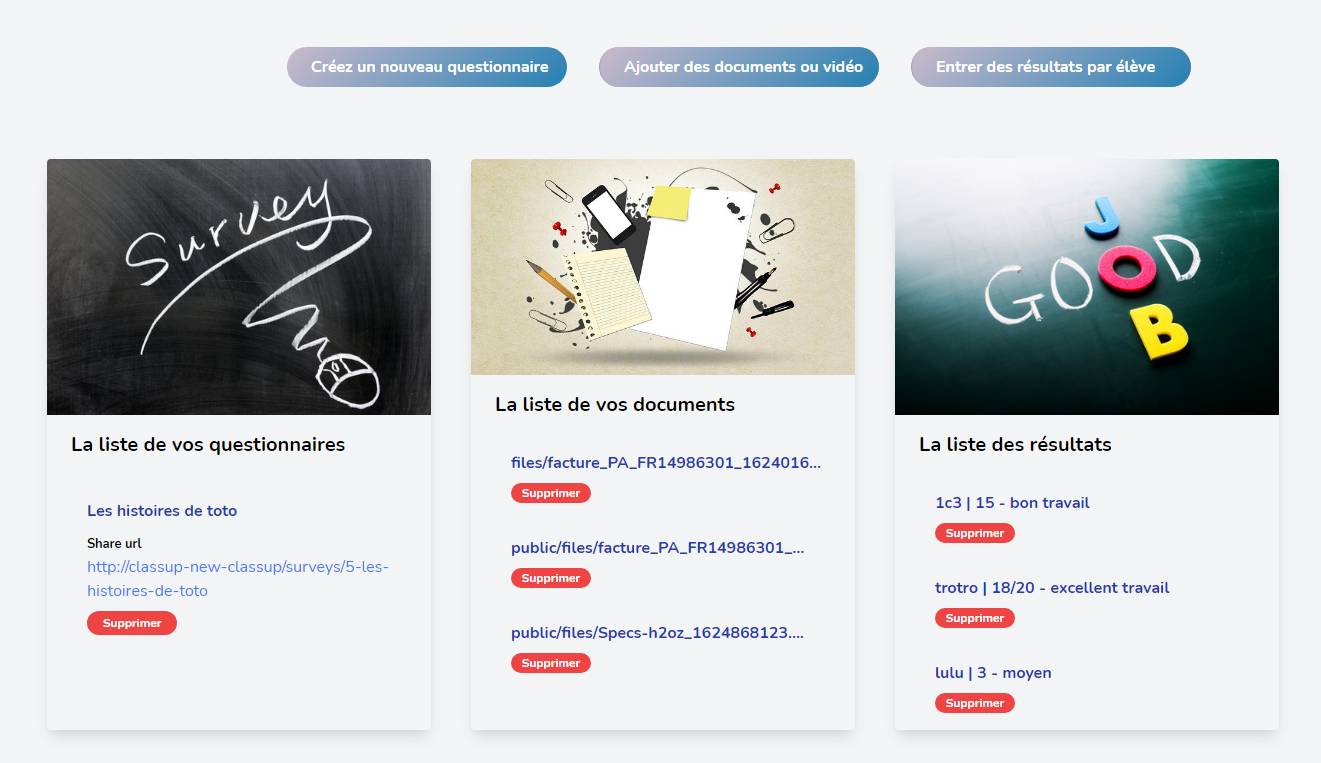 Créez un nouveau questionnaire
Ajouter des documents ou vidéo
Entrer des résultats par élève
Survey
La liste de vos questionnaires
Les histoires de toto
Share url
http://classup-new-classup/surveys/5-les-
histoires-de-toto
Supprimer
La liste de vos documents
files/facture_PA_FR14986301_1624016...
Supprimer
public/files/facture_PA_FR14986301_...
Supprimer
public/files/Specs-h2oz_1624868123....
Supprimer
GOOD
JOB
La liste des résultats
1c3 | 15 - bon travail
Supprimer
trotro | 18/20 - excellent travail
Supprimer
lulu | 3 - moyen
Supprimer